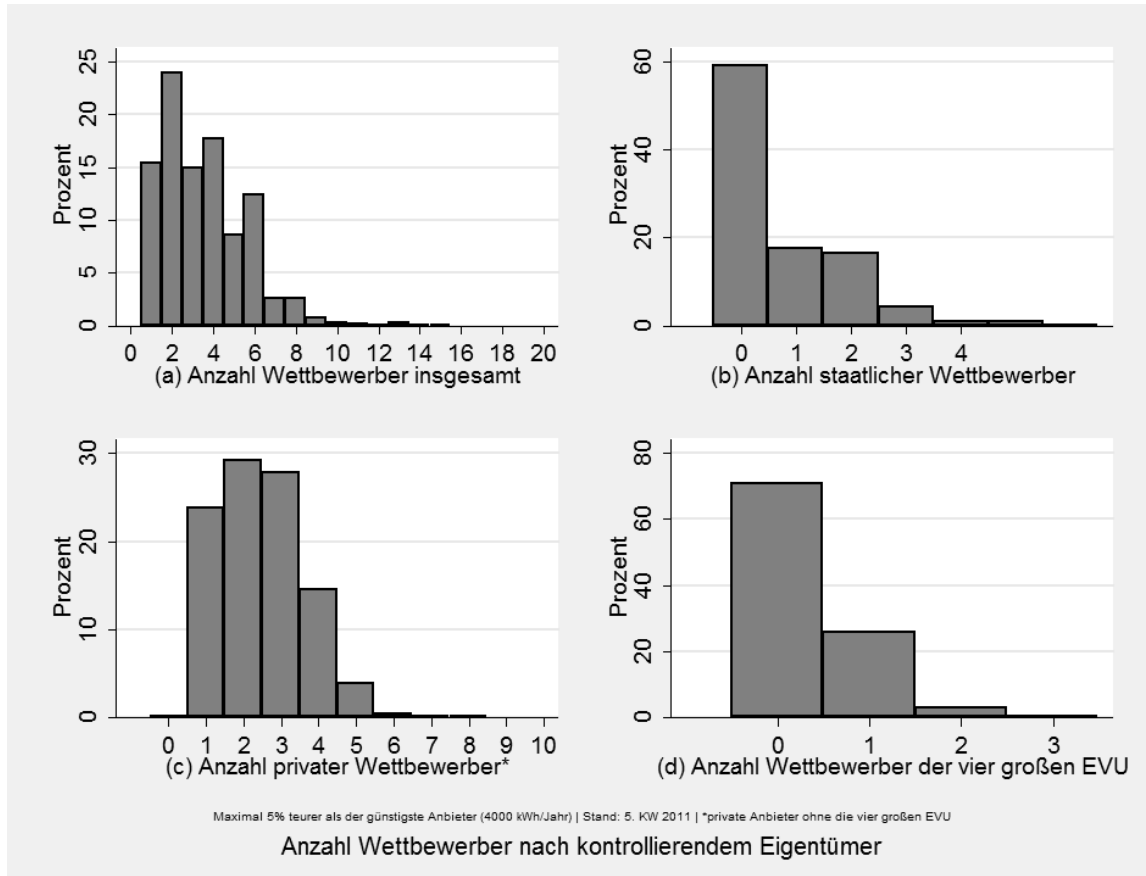 Prozent
25
20
15
10
5
0
0 2 4 6 8 10 12 14 16 18 20
(a) Anzahl Wettbewerber insgesamt
Prozent
60
40
20
0
0 1 2 3 4
(b) Anzahl staatlicher Wettbewerber
Prozent
30
20
10
0
0 1 2 3 4 5 6 7 8 9 10
(c) Anzahl privater Wettbewerber*
Prozent
80
60
40
20
0
0 1 2 3
(d) Anzahl Wettbewerber der vier großen EVU
Maximal 5% teurer als der günstigste Anbieter (4000 kWh/Jahr) | Stand: 5. KW 2011 | *private Anbieter ohne die vier großen EVU
Anzahl Wettbewerber nach kontrollierendem Eigentümer